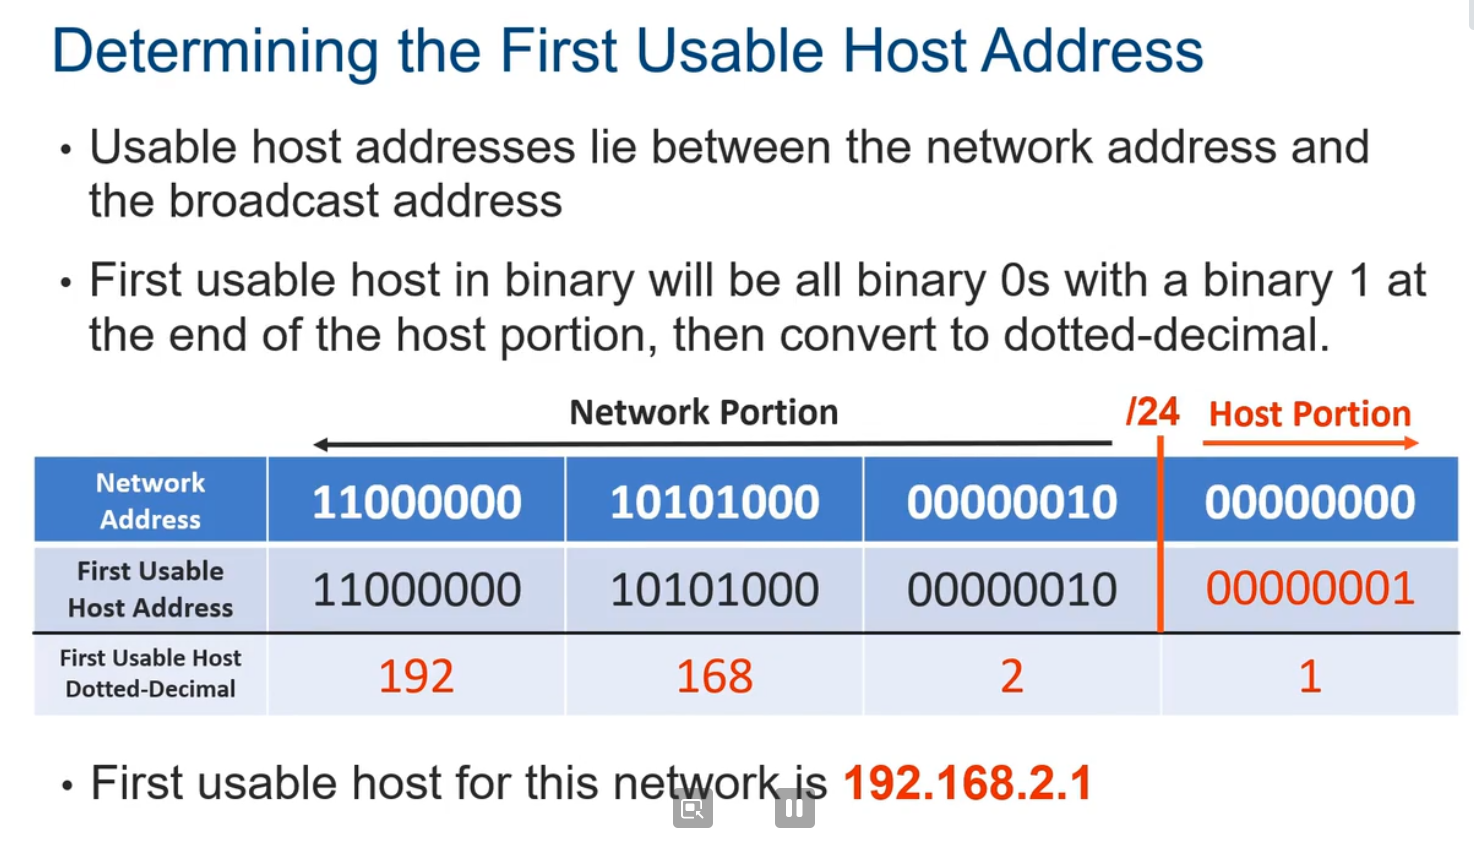 Determining the First Usable Host Address
• Usable host addresses lie between the network address and
the broadcast address
• First usable host in binary will be all binary 0s with a binary 1 at
the end of the host portion, then convert to dotted-decimal.
Network Portion /24 Host Portion
Network
Address
11000000 10101000 00000010 00000000
First Usable
Host Address
11000000 10101000 00000010 00000001
First Usable Host
Dotted-Decimal
192 168 2 1
• First usable host for this network is 192.168.2.1